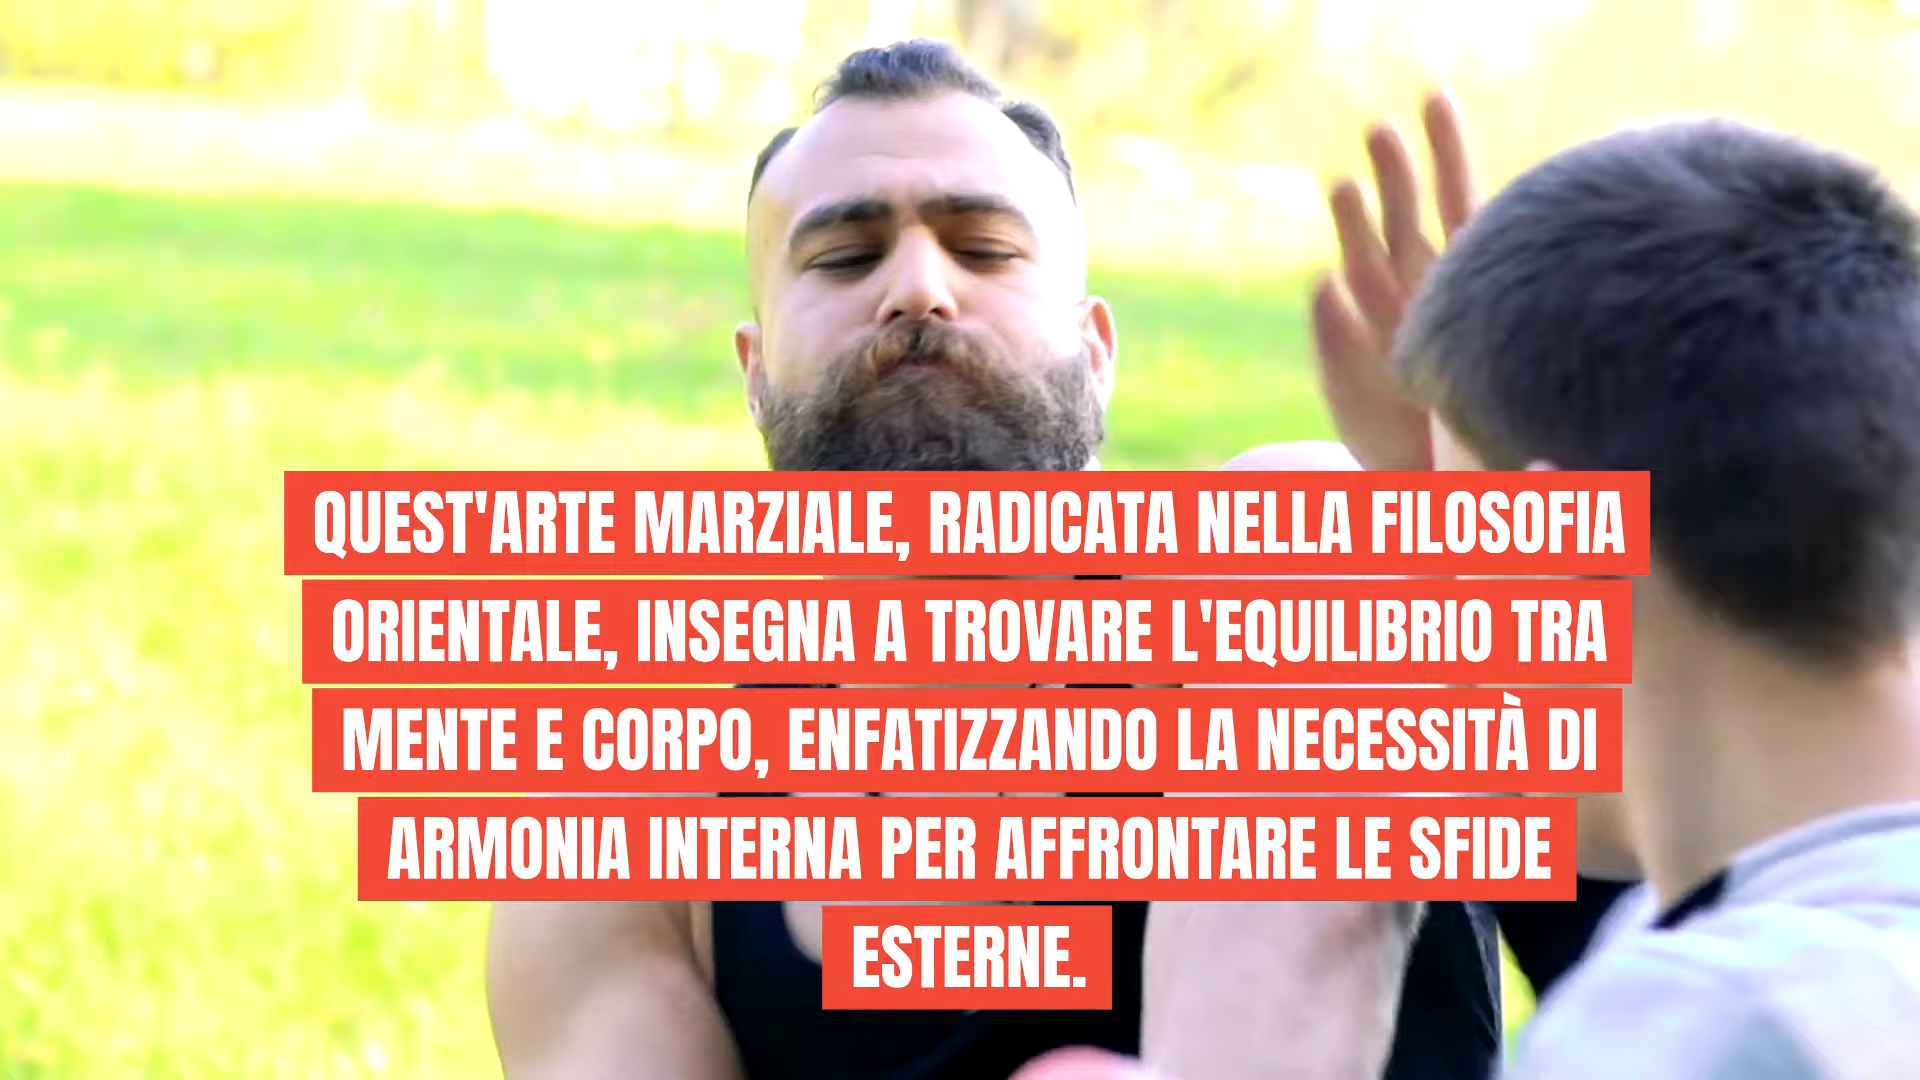 QUEST'ARTE MARZIALE, RADICATA NELLA FILOSOFIA
ORIENTALE, INSEGNA A TROVARE L'EQUILIBRIO TRA
MENTE E CORPO, ENFATIZZANDO LA NECESSITÀ DI
ARMONIA INTERNA PER AFFRONTARE LE SFIDE
ESTERNE.